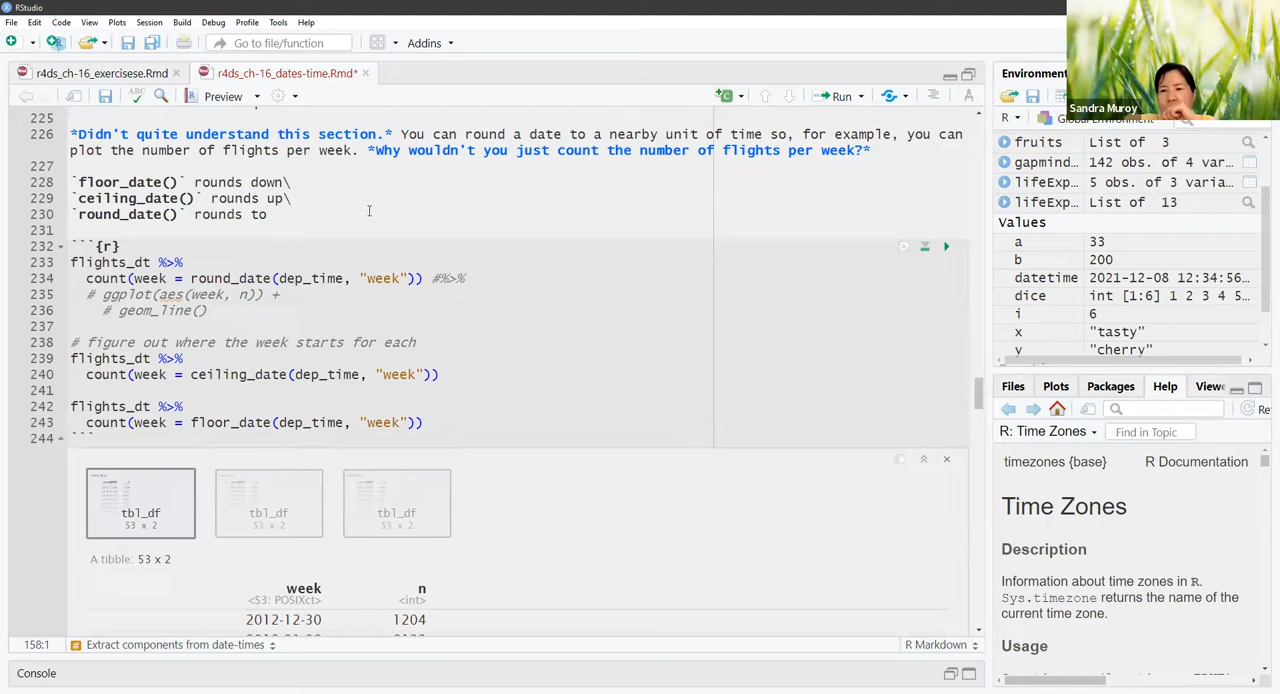 RStudio
File Edit Code View Plots Session Build Debug Profile Tools Help
Go to file/function Addins
r4ds_ch-16_exercisese.Rmd r4ds_ch-16_dates-time.Rmd*
ABC Preview Run
225
226 *Didn't quite understand this section.* You can round a date to a nearby unit of time so, for example, you can
plot the number of flights per week. *Why wouldn't you just count the number of flights per week?*
227
228 `floor_date()` rounds down\
229 `ceiling_date()` rounds up\
230 `round_date()` rounds to
231
232 ```{r}
233 flights_dt %>%
234 count(week = round_date(dep_time, "week")) #%>%
235 # ggplot(aes(week, n)) +
236 # geom_line()
237
238 # figure out where the week starts for each
239 flights_dt %>%
240 count(week = ceiling_date(dep_time, "week"))
241
242 flights_dt %>%
243 count(week = floor_date(dep_time, "week"))
244 ```
tbl_df tbl_df tbl_df
53 x 2 53 x 2 53 x 2
A tibble: 53 x 2
week n
<S3: POSIXct> <int>
2012-12-30 1204
158:1 Extract components from date-times R Markdown
Console
Sandra Muroy
Environme
R Global Environment
fruits List of 3
gapmind... 142 obs. of 4 var...
lifeExp... 5 obs. of 3 varia...
lifeExp... List of 13
Values
a 33
b 200
datetime 2021-12-08 12:34:56...
dice int [1:6] 1 2 3 4 5...
i 6
x "tasty"
y "cherry"
Files Plots Packages Help Viewe
Re
R: Time Zones Find in Topic
timezones {base} R Documentation
Time Zones
Description
Information about time zones in R.
Sys.timezone returns the name of the
current time zone.
Usage